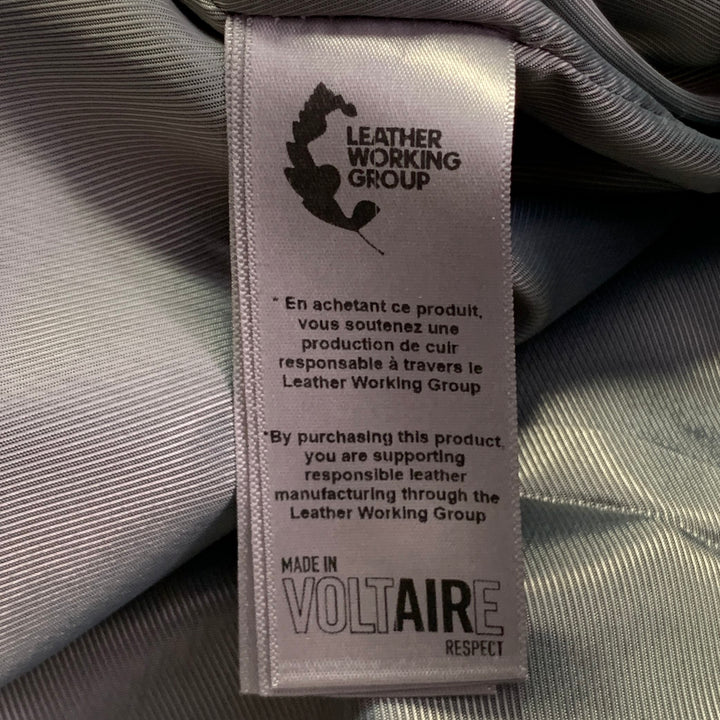 LEATHER
WORKING
GROUP
* En achetant ce produit,
vous soutenez une
production de cuir
responsable à travers le
Leather Working Group
*By purchasing this product,
you are supporting
responsible leather
manufacturing through the
Leather Working Group
MADE IN
VOLTAIRE
RESPECT